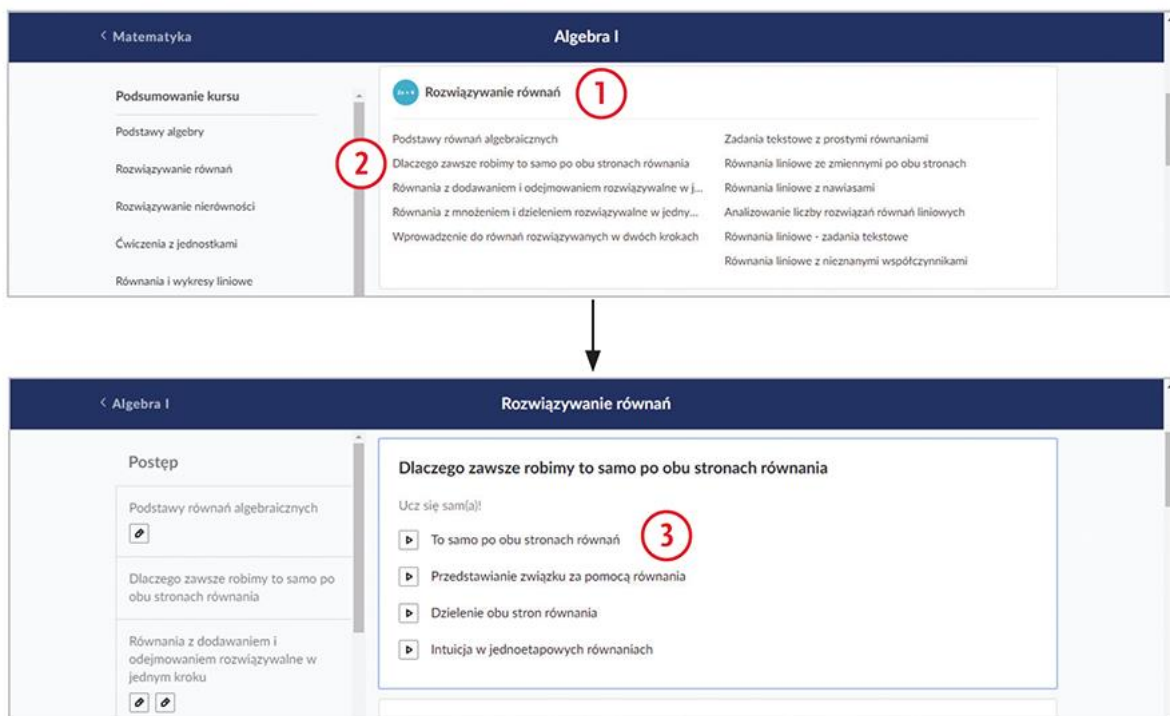 < Matematyka
Algebra I
Podsumowanie kursu
Podstawy algebry
Rozwiązywanie równań
Rozwiązywanie nierówności
Ćwiczenia z jednostkami
Równania i wykresy liniowe
Rozwiązywanie równań
1
2
Podstawy równań algebraicznych
Dlaczego zawsze robimy to samo po obu stronach równania
Równania z dodawaniem i odejmowaniem rozwiązywalne w j...
Równania z mnożeniem i dzieleniem rozwiązywalne w jedny...
Wprowadzenie do równań rozwiązywanych w dwóch krokach
Zadania tekstowe z prostymi równaniami
Równania liniowe ze zmiennymi po obu stronach
Równania liniowe z nawiasami
Analizowanie liczby rozwiązań równań liniowych
Równania liniowe - zadania tekstowe
Równania liniowe z nieznanymi współczynnikami
< Algebra I
Rozwiązywanie równań
Postęp
Podstawy równań algebraicznych
Dlaczego zawsze robimy to samo po
obu stronach równania
Równania z dodawaniem i
odejmowaniem rozwiązywalne w
jednym kroku
Dlaczego zawsze robimy to samo po obu stronach równania
Ucz się sam(a)!
To samo po obu stronach równań
3
Przedstawianie związku za pomocą równania
Dzielenie obu stron równania
Intuicja w jednoetapowych równaniach